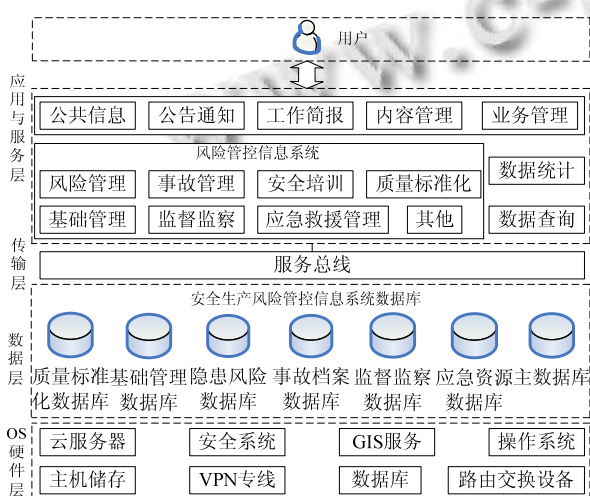 用户
应用与服务层
公共信息 公告通知 工作简报 内容管理 业务管理
风险管控信息系统
风险管理 事故管理 安全培训 质量标准化
数据统计
基础管理 监督监察 应急救援管理 其他
数据查询
传输层
服务总线
安全生产风险管控信息系统数据库
数据层
质量标准化数据库
基础管理数据库
隐患风险数据库
事故档案数据库
监督监察数据库
应急资源数据库
主数据库
OS硬件层
云服务器 安全系统 GIS服务 操作系统
主机储存 VPN专线 数据库 路由交换设备